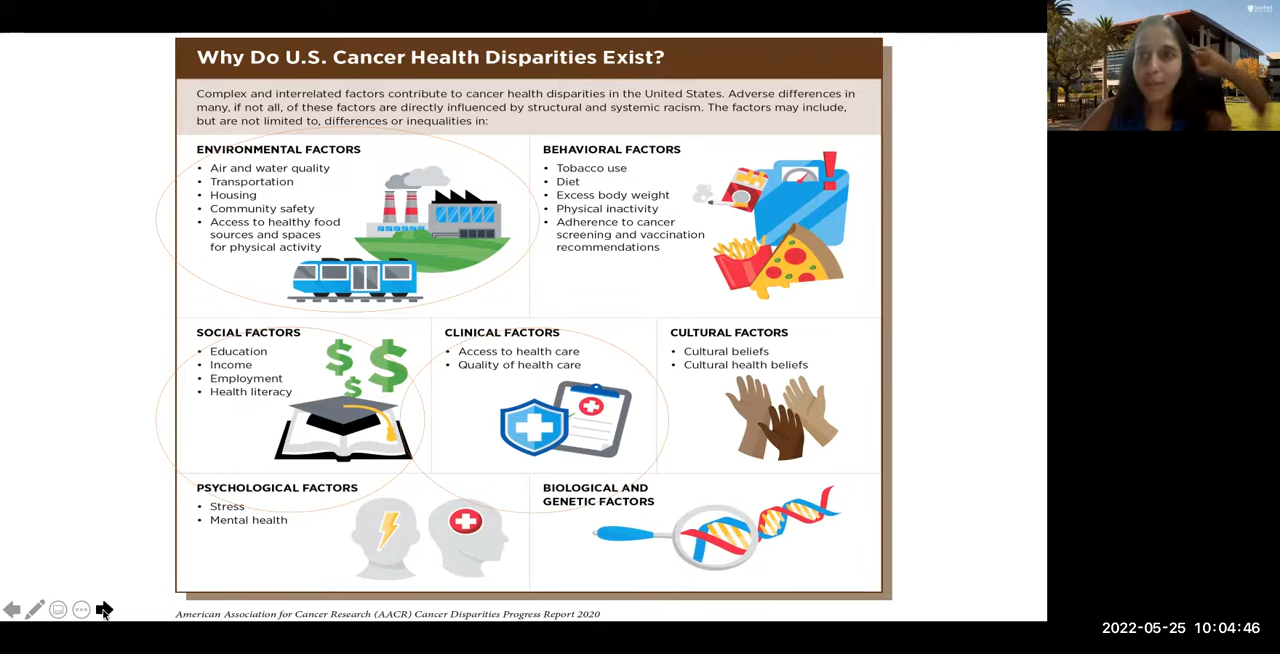 Why Do U.S. Cancer Health Disparities Exist?
Complex and interrelated factors contribute to cancer health disparities in the United States. Adverse differences in
many, if not all, of these factors are directly influenced by structural and systemic racism. The factors may include,
but are not limited to, differences or inequalities in:
ENVIRONMENTAL FACTORS
• Air and water quality
• Transportation
• Housing
• Community safety
• Access to healthy food
sources and spaces
for physical activity
BEHAVIORAL FACTORS
• Tobacco use
• Diet
• Excess body weight
• Physical inactivity
• Adherence to cancer
screening and vaccination
recommendations
SOCIAL FACTORS
• Education
• Income
• Employment
• Health literacy
CLINICAL FACTORS
• Access to health care
• Quality of health care
CULTURAL FACTORS
• Cultural beliefs
• Cultural health beliefs
PSYCHOLOGICAL FACTORS
• Stress
• Mental health
BIOLOGICAL AND
GENETIC FACTORS
American Association for Cancer Research (AACR) Cancer Disparities Progress Report 2020
Stanford
2022-05-25 10:04:46